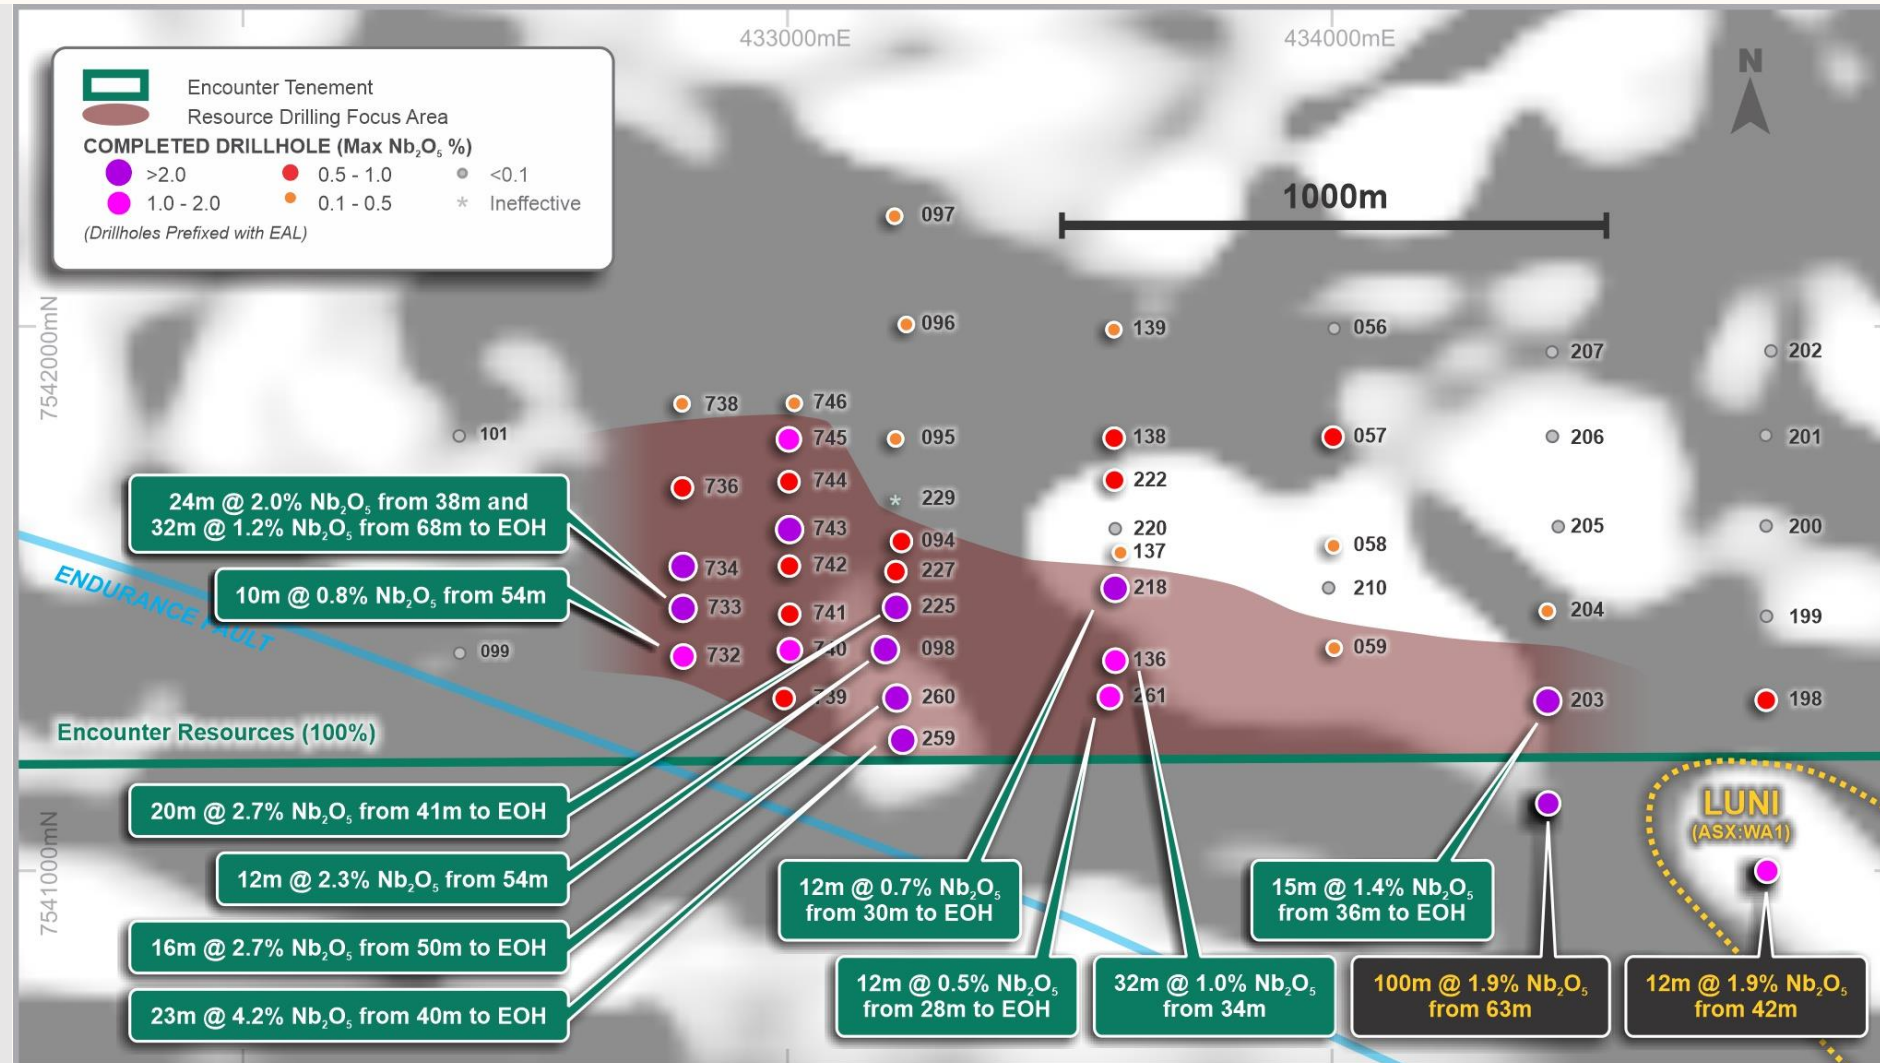 433000mE
434000mE
N
Encounter Tenement
Resource Drilling Focus Area
COMPLETED DRILLHOLE (Max Nb₂O₅ %)
>2.0
0.5 - 1.0
<0.1
1.0 - 2.0
0.1 - 0.5
* Ineffective
(Drillholes Prefixed with EAL)
1000m
097
096
139
056
207
202
7542000mN
738
746
101
745
095
138
057
206
201
736
744
222
229
24m @ 2.0% Nb₂O₅ from 38m and
32m @ 1.2% Nb₂O₅ from 68m to EOH
743
094
220
137
058
205
200
734
742
227
ENDURANCE FAULT
10m @ 0.8% Nb₂O₅ from 54m
733
741
225
218
210
204
199
099
732
740
098
136
059
739
260
261
203
198
Encounter Resources (100%)
259
20m @ 2.7% Nb₂O₅ from 41m to EOH
LUNI
(ASX:WA1)
7541000mN
12m @ 2.3% Nb₂O₅ from 54m
12m @ 0.7% Nb₂O₅
from 30m to EOH
15m @ 1.4% Nb₂O₅
from 36m to EOH
16m @ 2.7% Nb₂O₅ from 50m to EOH
12m @ 0.5% Nb₂O₅
from 28m to EOH
32m @ 1.0% Nb₂O₅
from 34m
100m @ 1.9% Nb₂O₅
from 63m
12m @ 1.9% Nb₂O₅
from 42m
23m @ 4.2% Nb₂O₅ from 40m to EOH